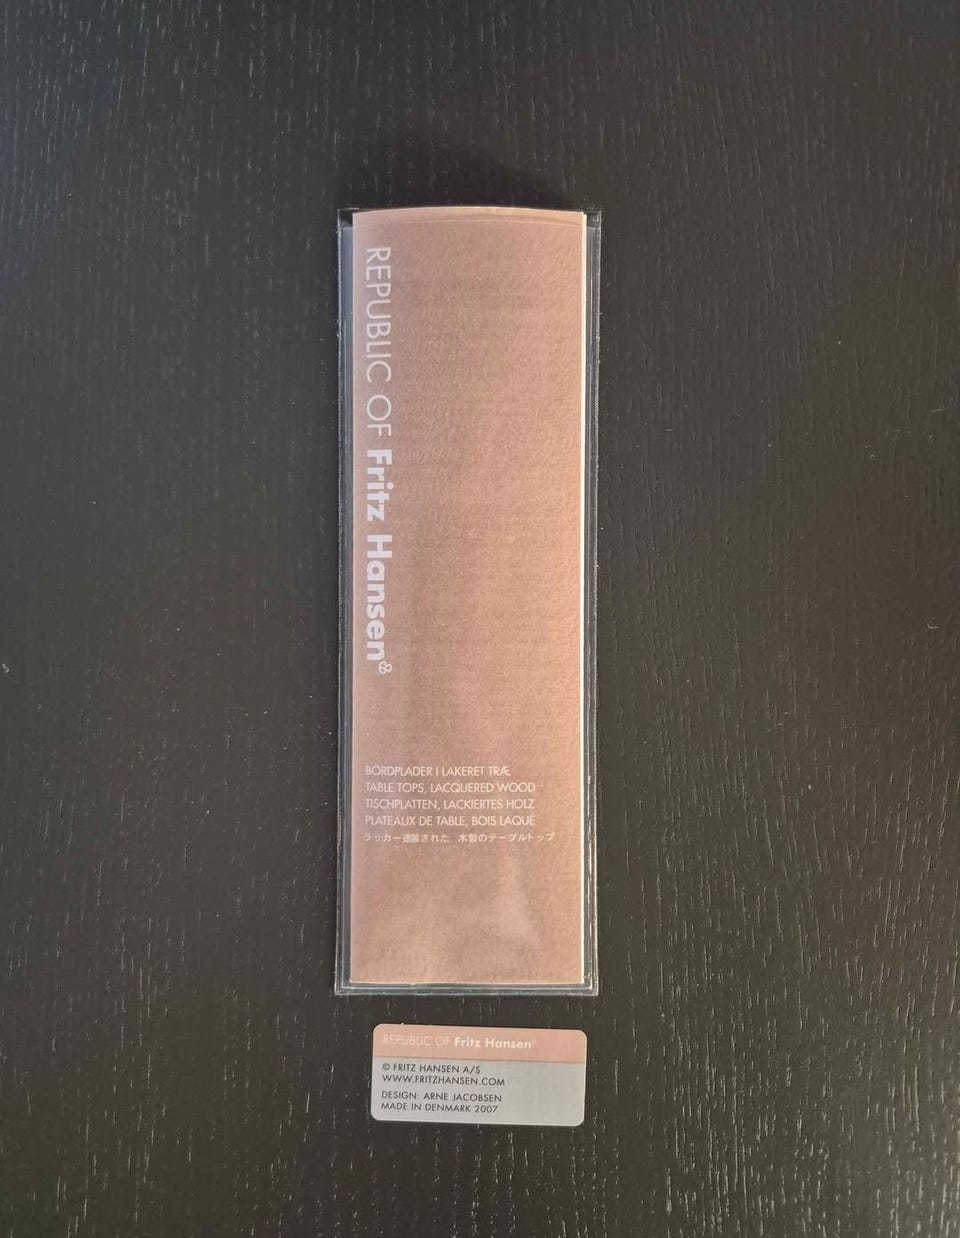 REPUBLIC OF Fritz Hansen
BORDPLADER I LAKERET TRÆ
TABLE TOPS, LACQUERED WOOD
TISCHPLATTEN, LACKIERTES HOLZ
PLATEAUX DE TABLE, BOIS LAQUÉ
ラッカー塗装された 木製のテーブルトップ
REPUBLIC OF Fritz Hansen
© FRITZ HANSEN A/S
WWW.FRITZHANSEN.COM
DESIGN: ARNE JACOBSEN
MADE IN DENMARK 2007